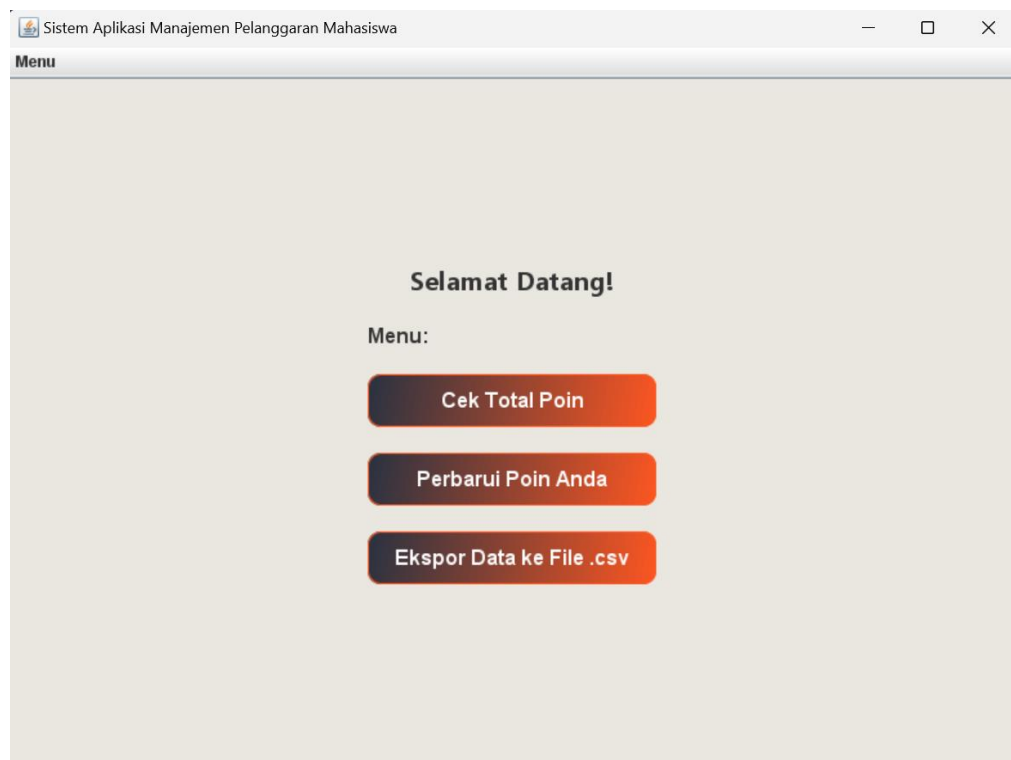 Sistem Aplikasi Manajemen Pelanggaran Mahasiswa
Menu
Selamat Datang!
Menu:
Cek Total Poin
Perbarui Poin Anda
Ekspor Data ke File .csv